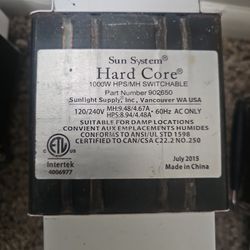 Sun System®
Hard Core®
1000W HPS/MH SWITCHABLE
Part Number 902650
Sunlight Supply, Inc., Vancouver WA USA
120/240V MH:9.48/4.67A 60Hz AC ONLY
HPS:8.94/4.48A
SUITABLE FOR DAMP LOCATIONS
CONVIENT AUX EMPLACEMENTS HUMIDES
CONFORMS TO ANSI/UL STD 1598
CERTIFIED TO CAN/CSA C22.2 NO.250
ETL
Intertek
4006977
July 2015
Made in China